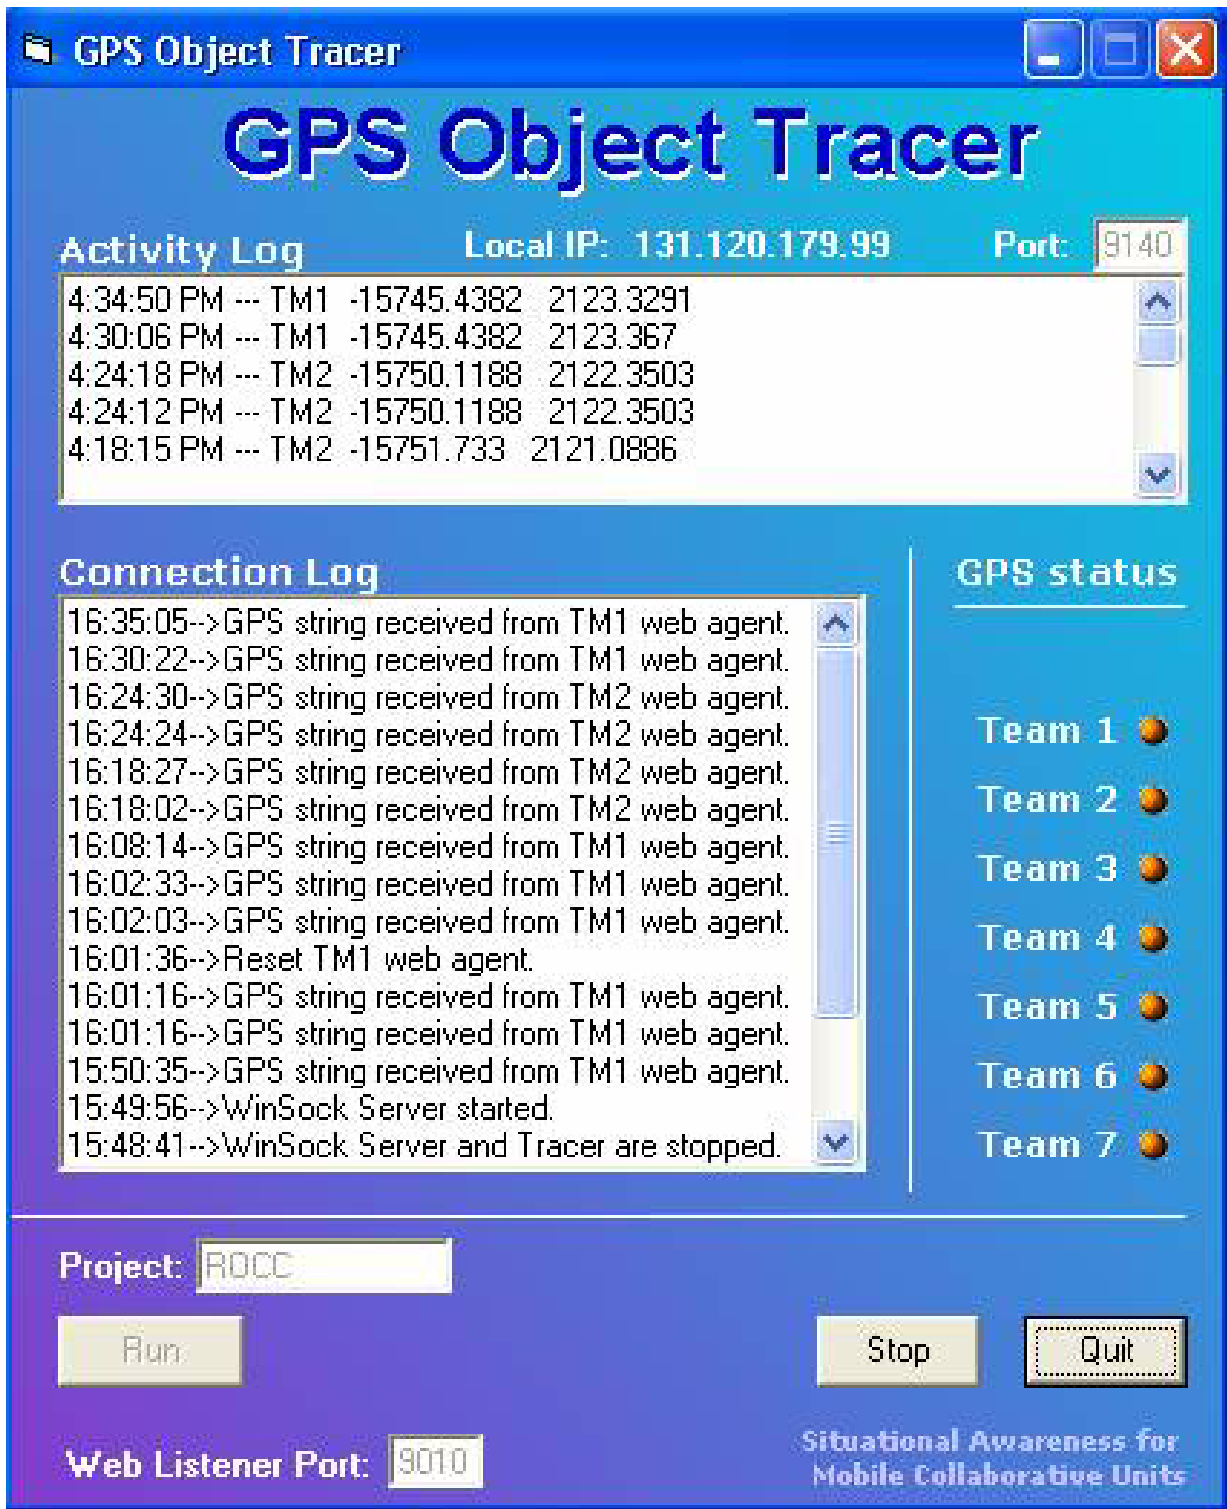 GPS Object Tracer
GPS Object Tracer
Activity Log Local IP: 131.120.179.99 Port: 9140
4:34:50 PM --- TM1 -15745.4382 2123.3291
4:30:06 PM --- TM1 -15745.4382 2123.367
4:24:18 PM --- TM2 -15750.1188 2122.3503
4:24:12 PM --- TM2 -15750.1188 2122.3503
4:18:15 PM --- TM2 -15751.733 2121.0886
Connection Log
16:35:05-->GPS string received from TM1 web agent.
16:30:22-->GPS string received from TM1 web agent.
16:24:30-->GPS string received from TM2 web agent.
16:24:24-->GPS string received from TM2 web agent.
16:18:27-->GPS string received from TM2 web agent.
16:18:02-->GPS string received from TM2 web agent.
16:08:14-->GPS string received from TM1 web agent.
16:02:33-->GPS string received from TM1 web agent.
16:02:03-->GPS string received from TM1 web agent.
16:01:36-->Reset TM1 web agent.
16:01:16-->GPS string received from TM1 web agent.
16:01:16-->GPS string received from TM1 web agent.
15:50:35-->GPS string received from TM1 web agent.
15:49:56-->WinSock Server started.
15:48:41-->WinSock Server and Tracer are stopped.
GPS status
Team 1
Team 2
Team 3
Team 4
Team 5
Team 6
Team 7
Project: ROCC
Run Stop Quit
Web Listener Port: 9010
Situational Awareness for
Mobile Collaborative Units